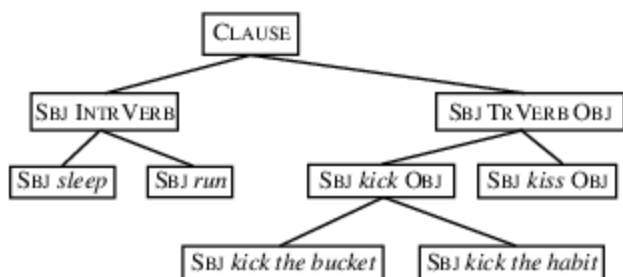 CLAUSE
SBJ INTRVERB
SBJ TRVERB OBJ
SBJ sleep
SBJ run
SBJ kick OBJ
SBJ kiss OBJ
SBJ kick the bucket
SBJ kick the habit